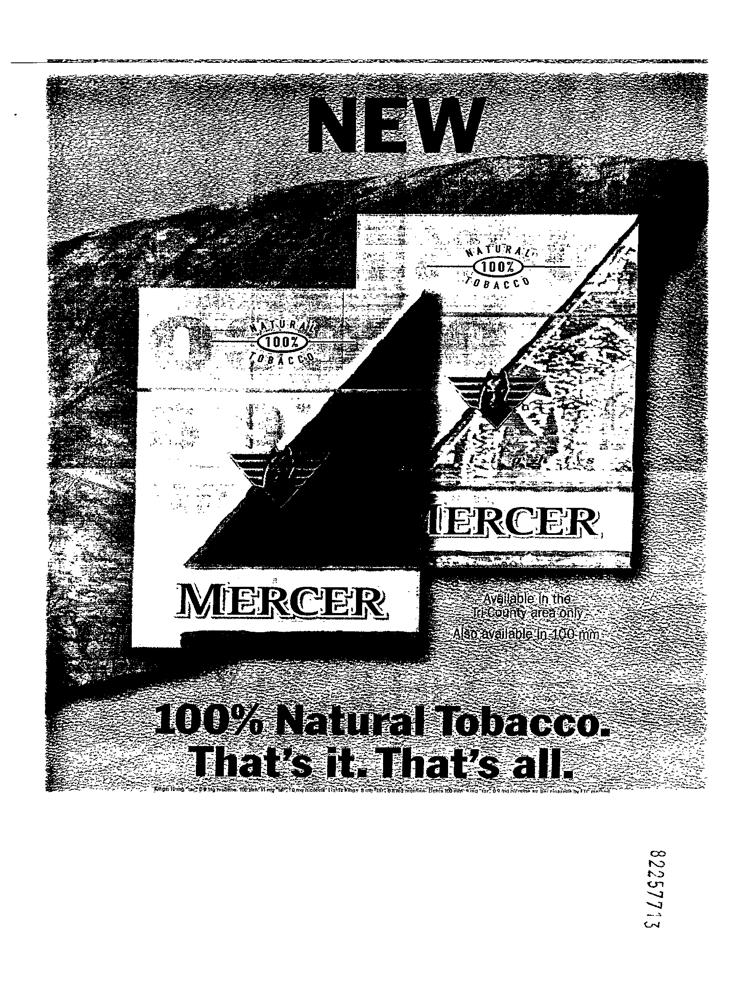 NEW
NATURAL
100%
TOBACCO
NATURAL
100%
TOBACCO
MERCER
MERCER
Available in the
Tri-County area only
Also available in 100 mm
100% Natural Tobacco.
That's it. That's all.
82257713